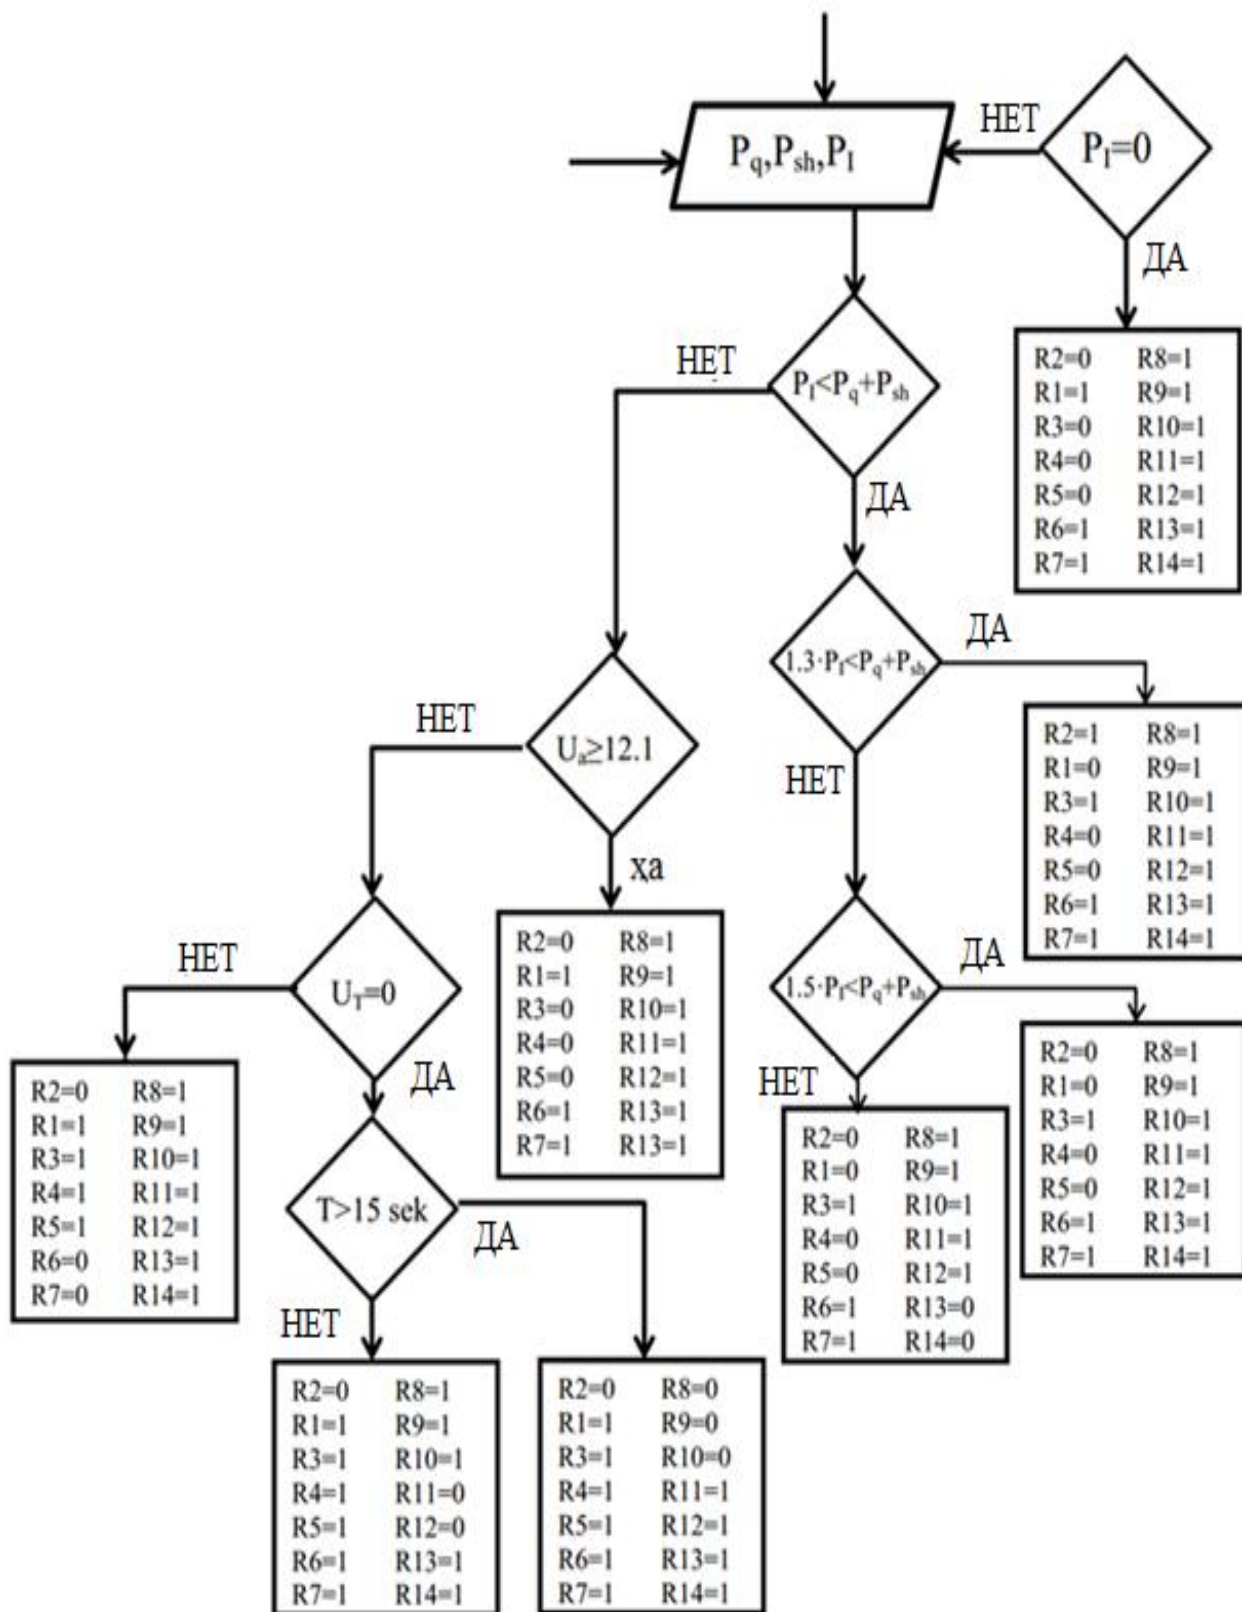 НЕТ
P_I=0
P_q,P_sh,P_I
ДА
НЕТ
P_I<P_q+P_sh
ДА
R2=0 R8=1
R1=1 R9=1
R3=0 R10=1
R4=0 R11=1
R5=0 R12=1
R6=1 R13=1
R7=1 R14=1
1.3·P_I<P_q+P_sh
ДА
НЕТ
R2=1 R8=1
R1=0 R9=1
R3=1 R10=1
R4=0 R11=1
R5=0 R12=1
R6=1 R13=1
R7=1 R14=1
НЕТ
U_a≥12.1
ҳа
R2=0 R8=1
R1=1 R9=1
R3=0 R10=1
R4=0 R11=1
R5=0 R12=1
R6=1 R13=1
R7=1 R13=1
1.5·P_I<P_q+P_sh
ДА
НЕТ
R2=0 R8=1
R1=0 R9=1
R3=1 R10=1
R4=0 R11=1
R5=0 R12=1
R6=1 R13=1
R7=1 R14=1
R2=0 R8=1
R1=0 R9=1
R3=1 R10=1
R4=0 R11=1
R5=0 R12=1
R6=1 R13=0
R7=1 R14=0
НЕТ
U_T=0
ДА
R2=0 R8=1
R1=1 R9=1
R3=1 R10=1
R4=1 R11=1
R5=1 R12=1
R6=0 R13=1
R7=0 R14=1
T>15 sek
ДА
НЕТ
R2=0 R8=1
R1=1 R9=1
R3=1 R10=1
R4=1 R11=0
R5=1 R12=0
R6=1 R13=1
R7=1 R14=1
R2=0 R8=0
R1=1 R9=0
R3=1 R10=0
R4=1 R11=1
R5=1 R12=1
R6=1 R13=1
R7=1 R14=1